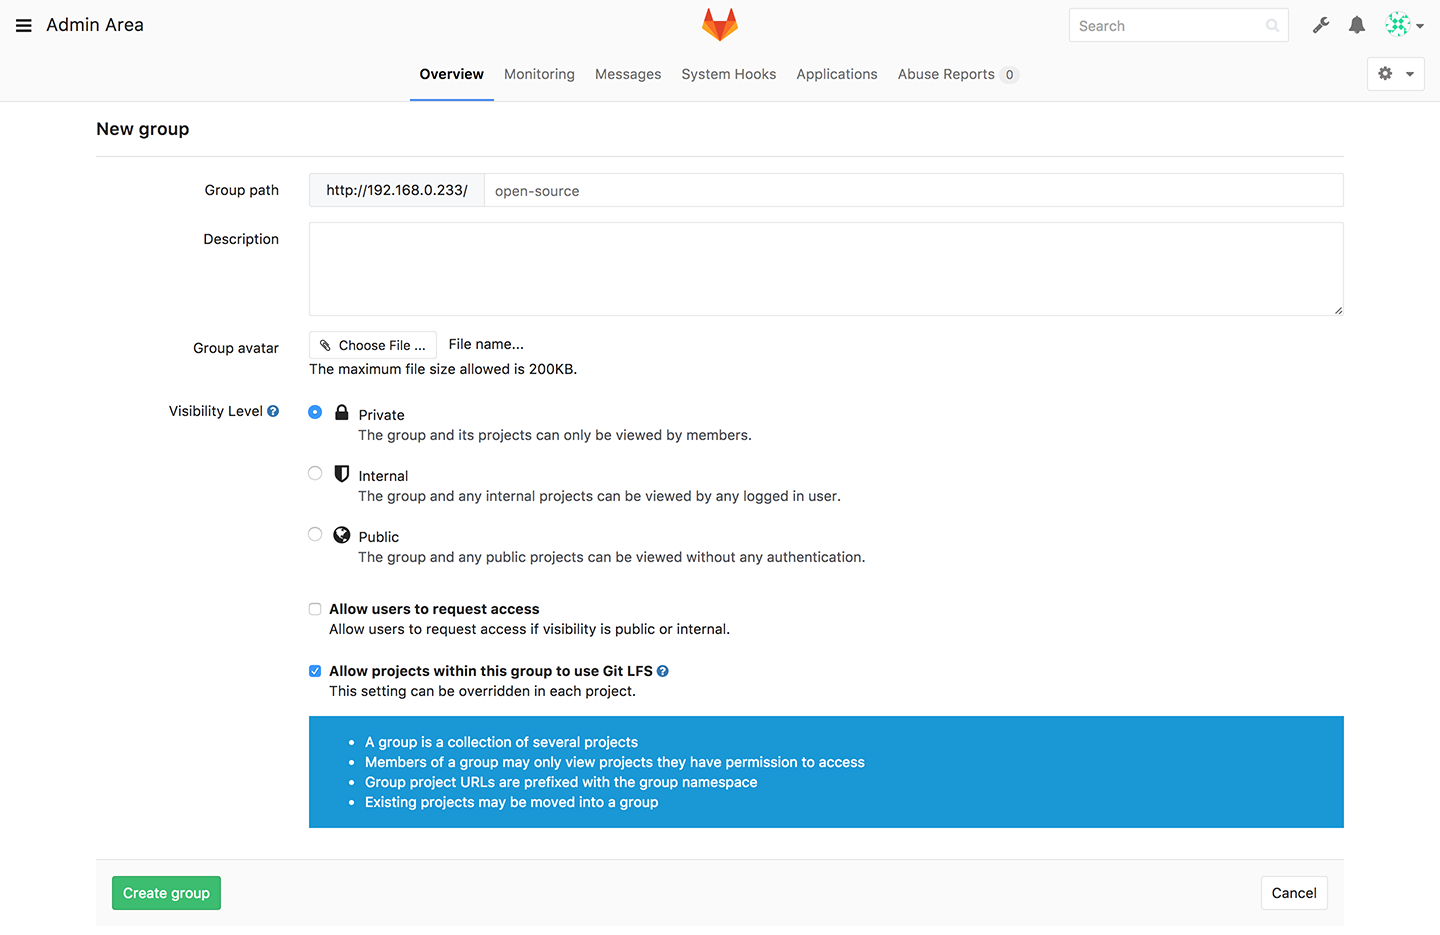 Admin Area
Search
Overview Monitoring Messages System Hooks Applications Abuse Reports 0
New group
Group path http://192.168.0.233/ open-source
Description
Group avatar Choose File ... File name...
The maximum file size allowed is 200KB.
Visibility Level
Private
The group and its projects can only be viewed by members.
Internal
The group and any internal projects can be viewed by any logged in user.
Public
The group and any public projects can be viewed without any authentication.
Allow users to request access
Allow users to request access if visibility is public or internal.
Allow projects within this group to use Git LFS
This setting can be overridden in each project.
• A group is a collection of several projects
• Members of a group may only view projects they have permission to access
• Group project URLs are prefixed with the group namespace
• Existing projects may be moved into a group
Create group Cancel